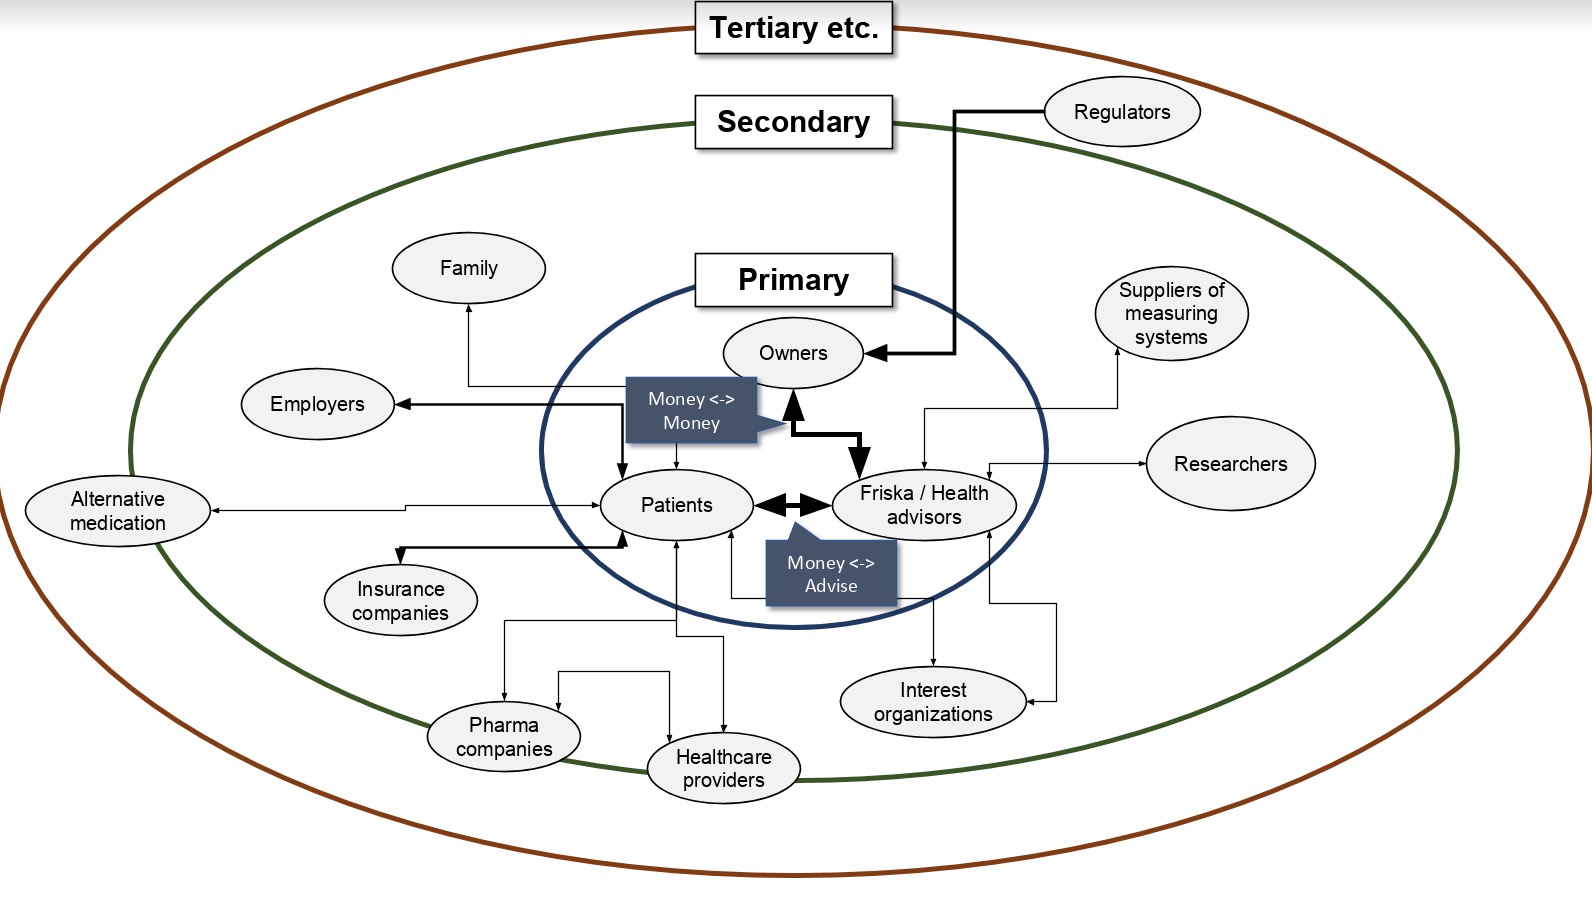 Tertiary etc.
Secondary
Regulators
Primary
Family
Suppliers of
measuring
systems
Owners
Employers
Money <->
Money
Researchers
Alternative
medication
Patients
Friska / Health
advisors
Money <->
Advise
Insurance
companies
Interest
organizations
Pharma
companies
Healthcare
providers